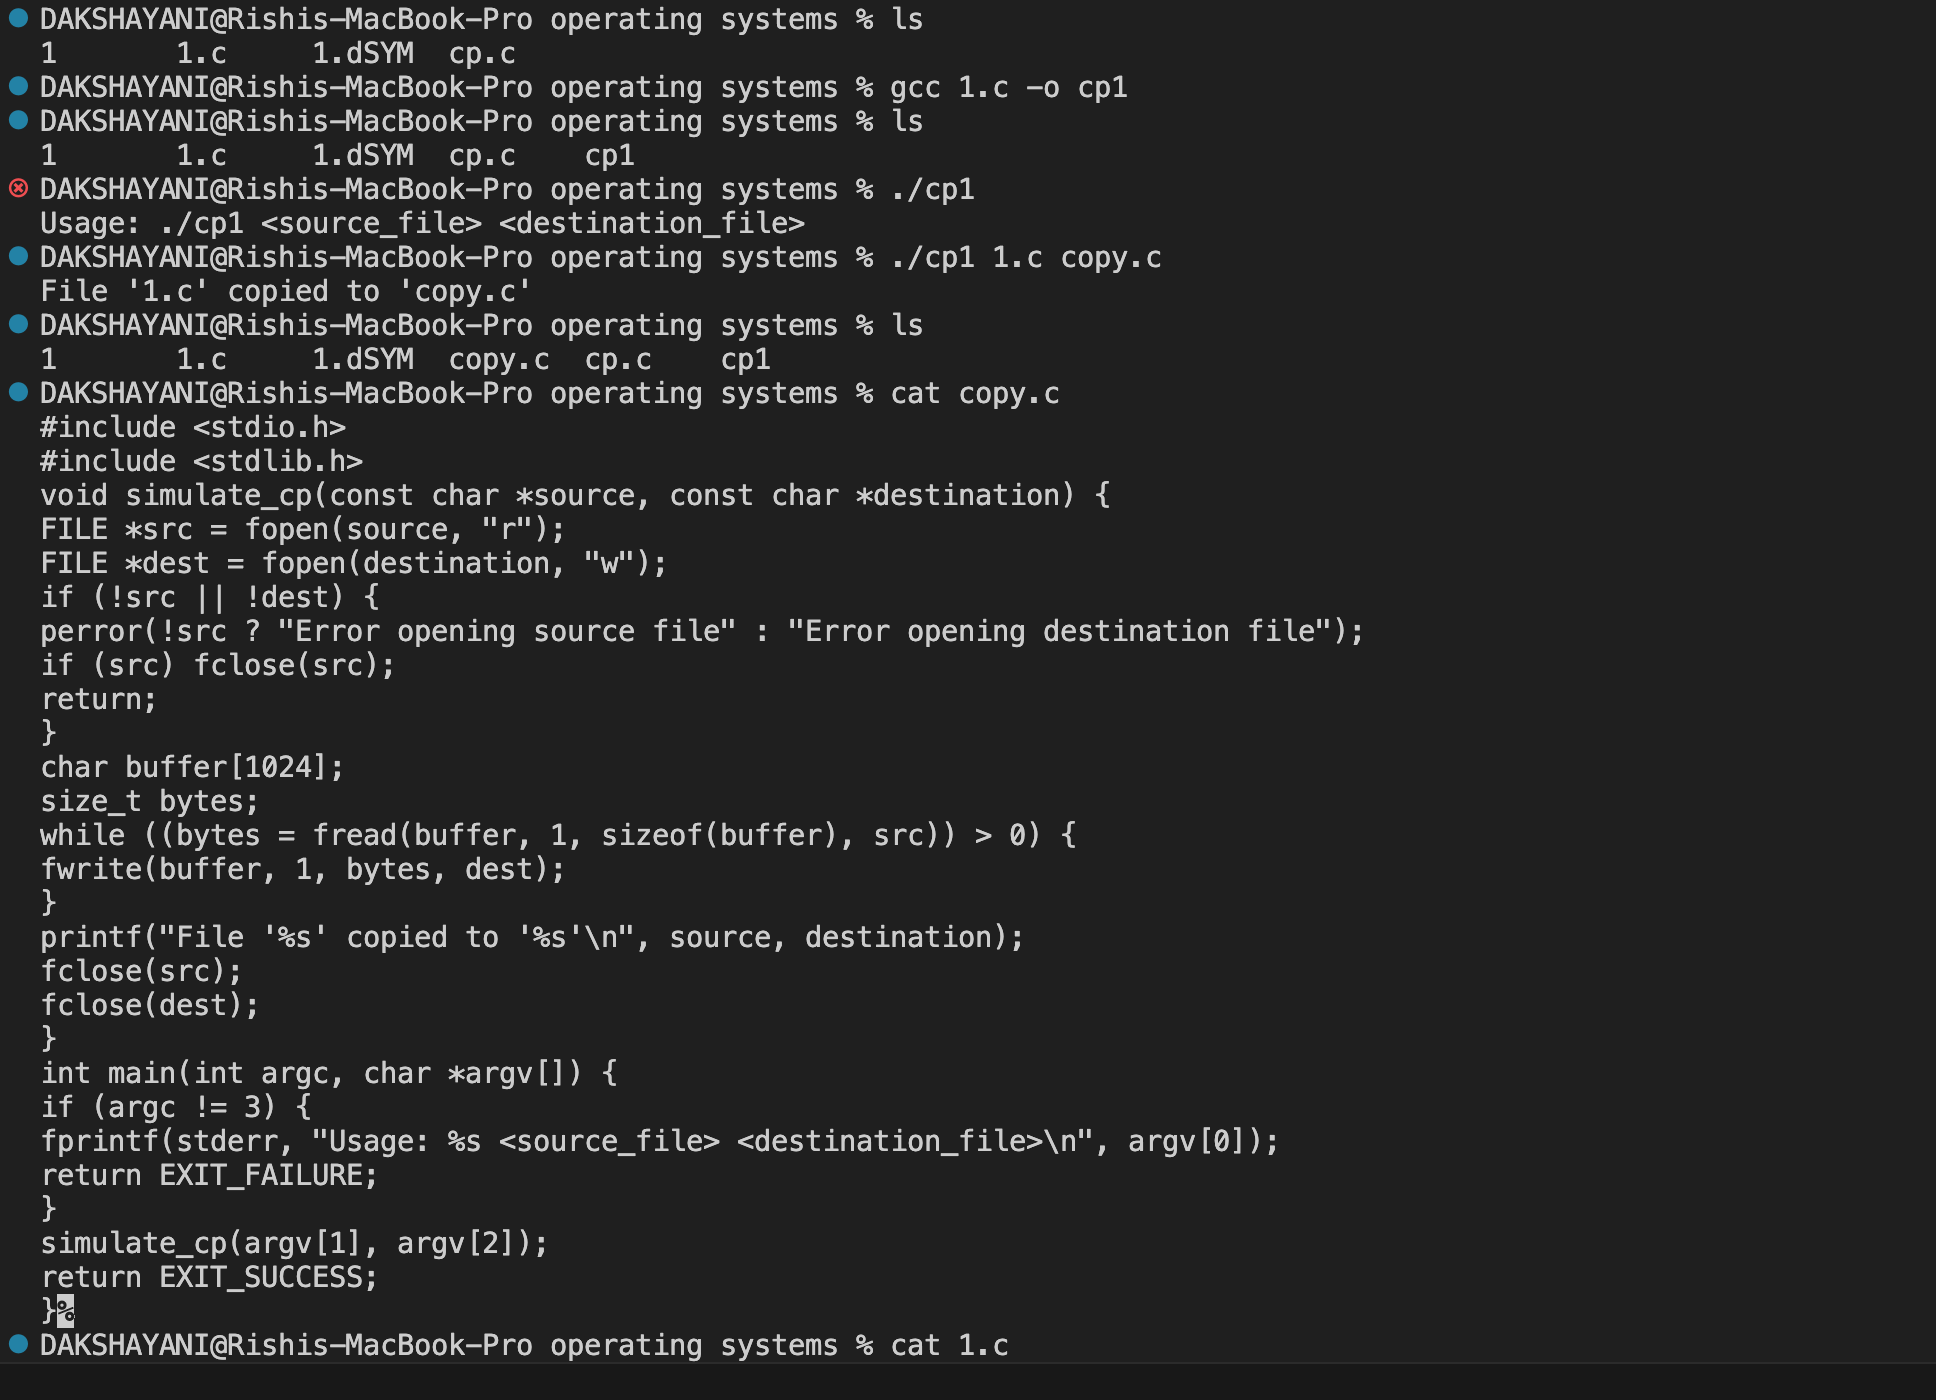 DAKSHAYANI@Rishis-MacBook-Pro operating systems % ls
1       1.c     1.dSYM  cp.c
DAKSHAYANI@Rishis-MacBook-Pro operating systems % gcc 1.c -o cp1
DAKSHAYANI@Rishis-MacBook-Pro operating systems % ls
1       1.c     1.dSYM  cp.c    cp1
DAKSHAYANI@Rishis-MacBook-Pro operating systems % ./cp1
Usage: ./cp1 <source_file> <destination_file>
DAKSHAYANI@Rishis-MacBook-Pro operating systems % ./cp1 1.c copy.c
File '1.c' copied to 'copy.c'
DAKSHAYANI@Rishis-MacBook-Pro operating systems % ls
1       1.c     1.dSYM  copy.c  cp.c    cp1
DAKSHAYANI@Rishis-MacBook-Pro operating systems % cat copy.c
#include <stdio.h>
#include <stdlib.h>
void simulate_cp(const char *source, const char *destination) {
FILE *src = fopen(source, "r");
FILE *dest = fopen(destination, "w");
if (!src || !dest) {
perror(!src ? "Error opening source file" : "Error opening destination file");
if (src) fclose(src);
return;
}
char buffer[1024];
size_t bytes;
while ((bytes = fread(buffer, 1, sizeof(buffer), src)) > 0) {
fwrite(buffer, 1, bytes, dest);
}
printf("File '%s' copied to '%s'\n", source, destination);
fclose(src);
fclose(dest);
}
int main(int argc, char *argv[]) {
if (argc != 3) {
fprintf(stderr, "Usage: %s <source_file> <destination_file>\n", argv[0]);
return EXIT_FAILURE;
}
simulate_cp(argv[1], argv[2]);
return EXIT_SUCCESS;
}%
DAKSHAYANI@Rishis-MacBook-Pro operating systems % cat 1.c